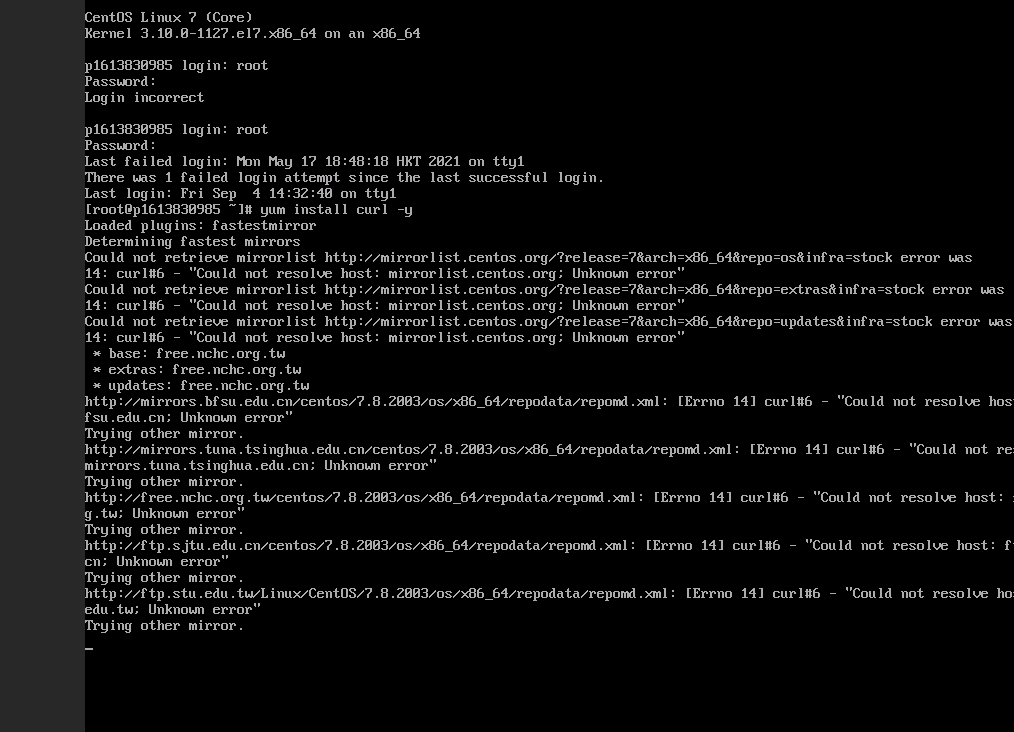 CentOS Linux 7 (Core)
Kernel 3.10.0-1127.el7.x86_64 on an x86_64
p1613830985 login: root
Password:
Login incorrect
p1613830985 login: root
Password:
Last failed login: Mon May 17 18:48:18 HKT 2021 on tty1
There was 1 failed login attempt since the last successful login.
Last login: Fri Sep  4 14:32:40 on tty1
[root@p1613830985 ~]# yum install curl -y
Loaded plugins: fastestmirror
Determining fastest mirrors
Could not retrieve mirrorlist http://mirrorlist.centos.org/?release=7&arch=x86_64&repo=os&infra=stock error was
14: curl#6 - "Could not resolve host: mirrorlist.centos.org; Unknown error"
Could not retrieve mirrorlist http://mirrorlist.centos.org/?release=7&arch=x86_64&repo=extras&infra=stock error was
14: curl#6 - "Could not resolve host: mirrorlist.centos.org; Unknown error"
Could not retrieve mirrorlist http://mirrorlist.centos.org/?release=7&arch=x86_64&repo=updates&infra=stock error was
14: curl#6 - "Could not resolve host: mirrorlist.centos.org; Unknown error"
 * base: free.nchc.org.tw
 * extras: free.nchc.org.tw
 * updates: free.nchc.org.tw
http://mirrors.bfsu.edu.cn/centos/7.8.2003/os/x86_64/repodata/repomd.xml: [Errno 14] curl#6 - "Could not resolve hos
fsu.edu.cn; Unknown error"
Trying other mirror.
http://mirrors.tuna.tsinghua.edu.cn/centos/7.8.2003/os/x86_64/repodata/repomd.xml: [Errno 14] curl#6 - "Could not re
mirrors.tuna.tsinghua.edu.cn; Unknown error"
Trying other mirror.
http://free.nchc.org.tw/centos/7.8.2003/os/x86_64/repodata/repomd.xml: [Errno 14] curl#6 - "Could not resolve host:
g.tw; Unknown error"
Trying other mirror.
http://ftp.sjtu.edu.cn/centos/7.8.2003/os/x86_64/repodata/repomd.xml: [Errno 14] curl#6 - "Could not resolve host: f
cn; Unknown error"
Trying other mirror.
http://ftp.stu.edu.tw/Linux/CentOS/7.8.2003/os/x86_64/repodata/repomd.xml: [Errno 14] curl#6 - "Could not resolve ho
edu.tw; Unknown error"
Trying other mirror.